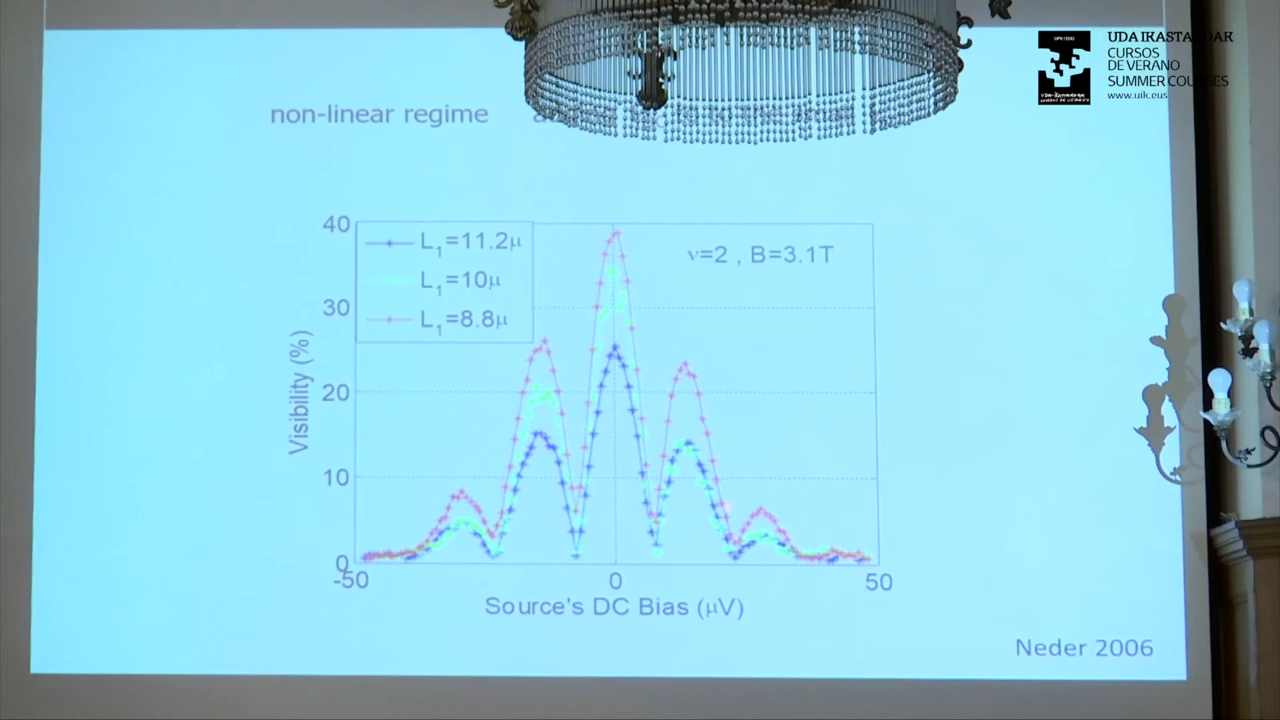 UDA IKASTAROAK
CURSOS
DE VERANO
SUMMER COURSES
www.uik.eus
non-linear regime
40
30
20
10
0
L1=11.2μ
L1=10μ
L1=8.8μ
ν=2 , B=3.1T
Visibility (%)
-50
0
50
Source's DC Bias (μV)
Neder 2006